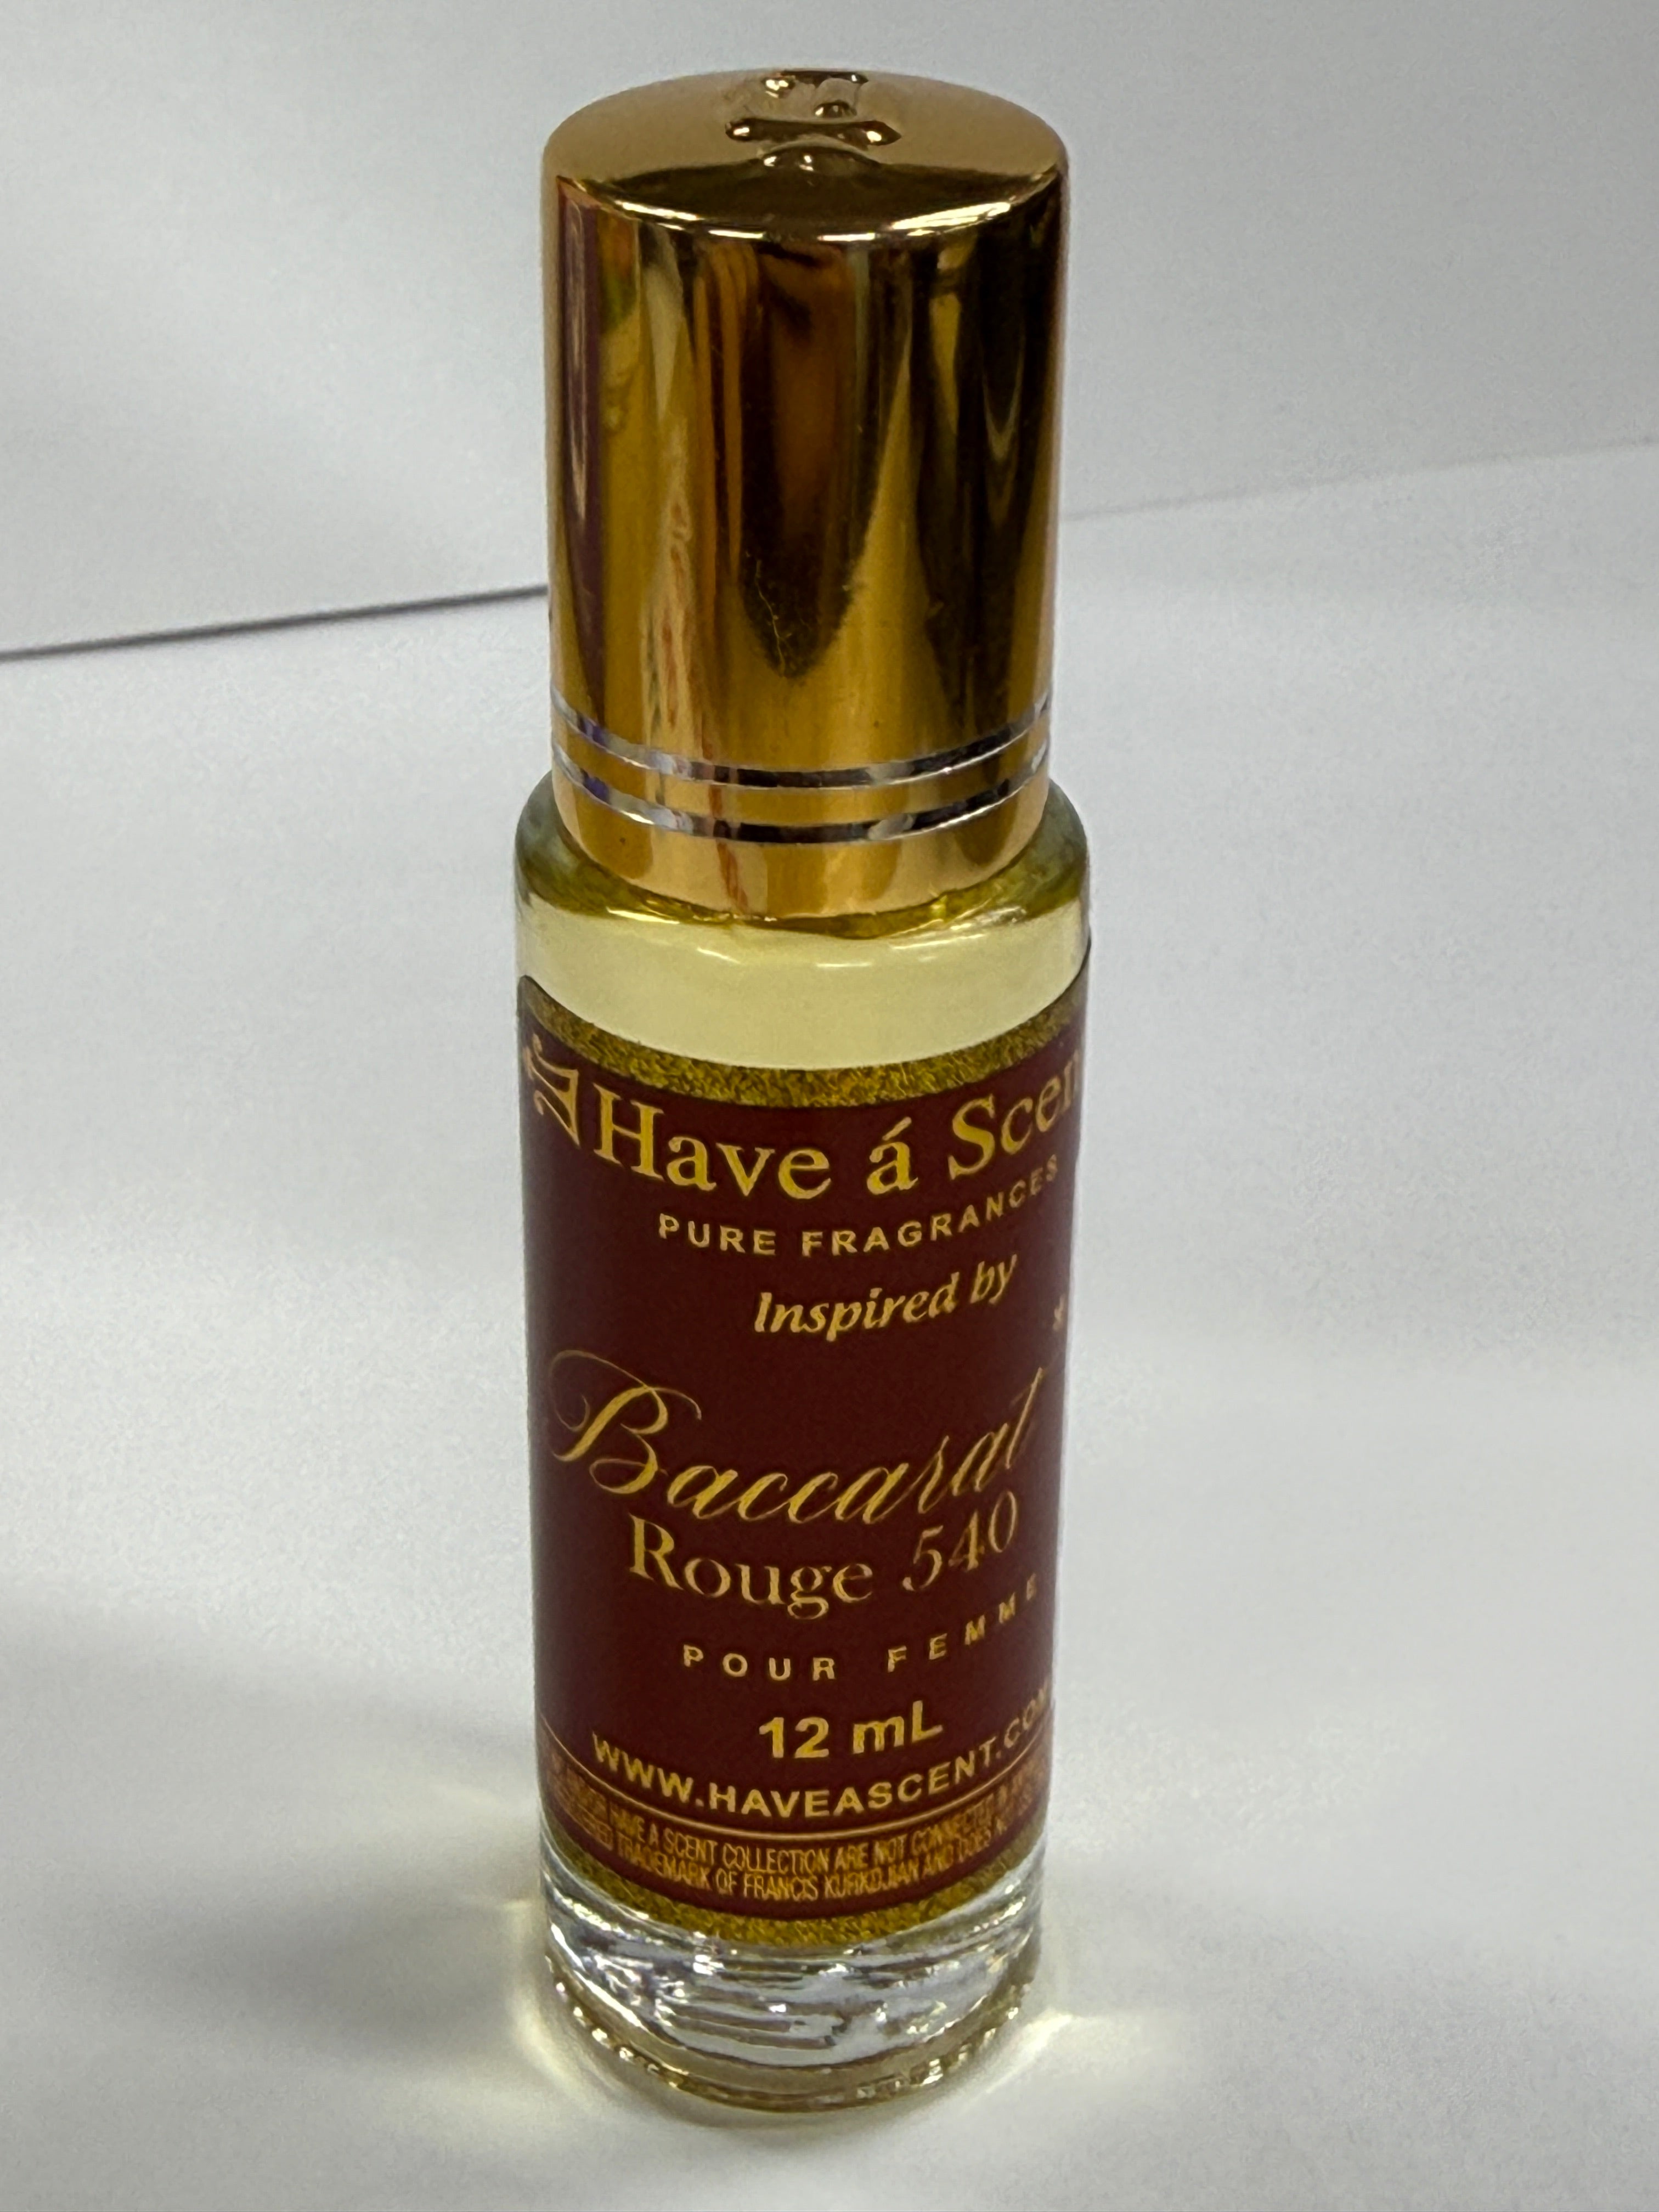 Have á Scen
PURE FRAGRANCES
Inspired by
Baccarat
Rouge 540
POUR FEMME
12 mL
WWW.HAVEASCENT.COM
HAVE A SCENT COLLECTION ARE NOT CONNECTED
TRADEMARK OF FRANCIS KURKDJIAN AND DOES